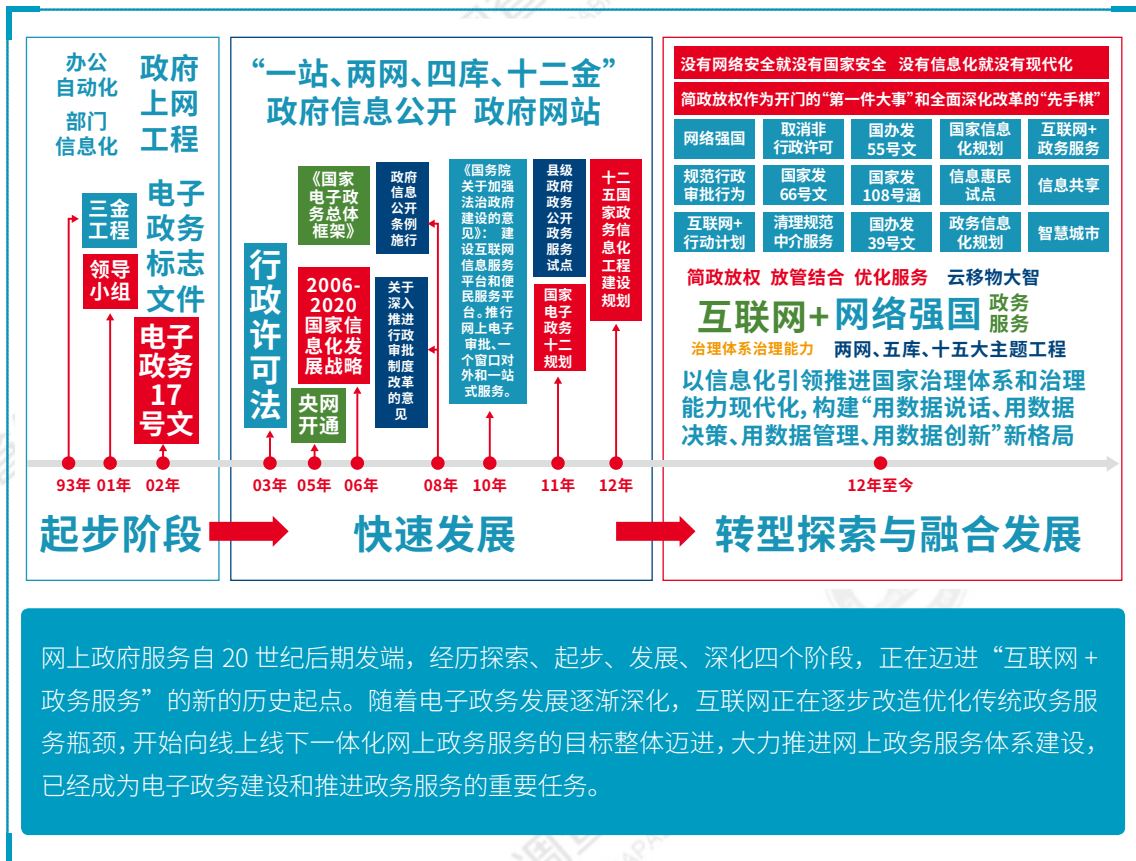 办公
自动化
部门
信息化
政府
上网
工程
三金
工程
领导
小组
电子
政务
标志
文件
电子
政务
17
号文
“一站、两网、四库、十二金”
政府信息公开 政府网站
行
政
许
可
法
《国家
电子政
务总体
框架》
2006-
2020
国家信
息化发
展战略
央网
开通
政府
信息
公开
条例
施行
关于
深入
推进
行政
审批
制度
改革
的意
见
《国务院
关于加强
法治政府
建设的意
见》： 建
设互联网
信息服务
平台和便
民服务平
台。推行
网上电子
审批、一
个窗口对
外和一站
式服务。
县级
政府
政务
公开
政务
服务
试点
国家
电子
政务
十二
规划
十二
五国
家政
务信
息化
工程
建设
规划
没有网络安全就没有国家安全 没有信息化就没有现代化
简政放权作为开门的“第一件大事”和全面深化改革的“先手棋”
网络强国
取消非
行政许可
国办发
55号文
国家信息
化规划
互联网+
政务服务
规范行政
审批行为
国家发
66号文
国家发
108号函
信息惠民
试点
信息共享
互联网+
行动计划
清理规范
中介服务
国办发
39号文
政务信息
化规划
智慧城市
简政放权 放管结合 优化服务 云移物大智
互联网+网络强国
政务
服务
治理体系治理能力 两网、五库、十五大主题工程
以信息化引领推进国家治理体系和治理
能力现代化，构建“用数据说话、用数据
决策、用数据管理、用数据创新”新格局
93年 01年 02年 03年 05年 06年 08年 10年 11年 12年 12年至今
起步阶段 快速发展 转型探索与融合发展
网上政府服务自 20 世纪后期发端，经历探索、起步、发展、深化四个阶段，正在迈进“互联网 +
政务服务”的新的历史起点。随着电子政务发展逐渐深化，互联网正在逐步改造优化传统政务服
务瓶颈，开始向线上线下一体化网上政务服务的目标整体迈进，大力推进网上政务服务体系建设，
已经成为电子政务建设和推进政务服务的重要任务。